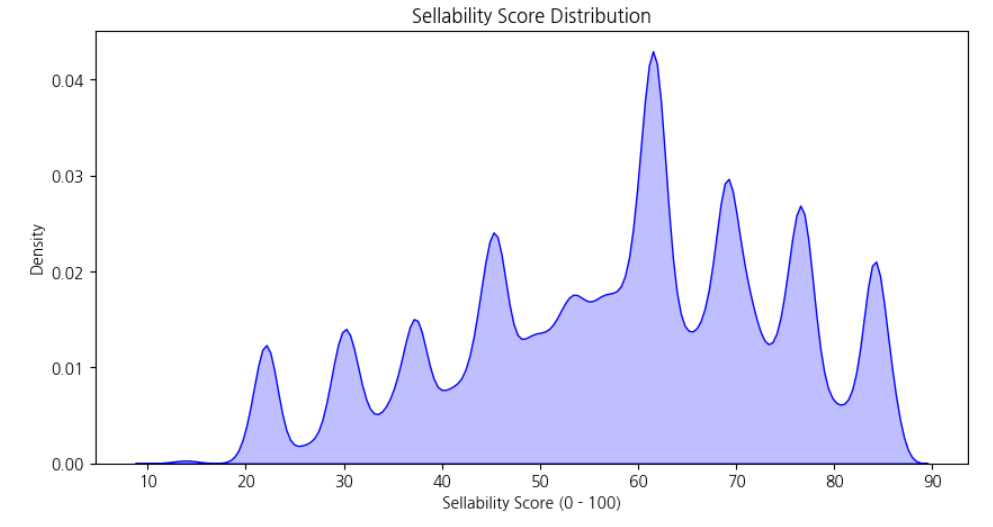 Sellability Score Distribution
Density
0.04
0.03
0.02
0.01
0.00
10 20 30 40 50 60 70 80 90
Sellability Score (0 - 100)